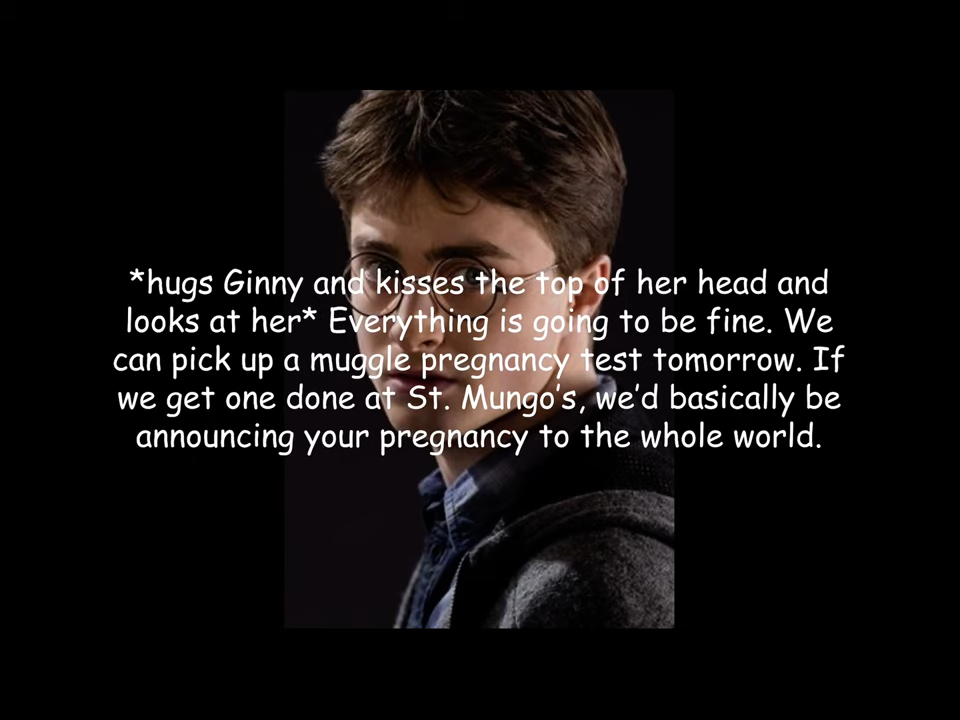 *hugs Ginny and kisses the top of her head and
looks at her* Everything is going to be fine. We
can pick up a muggle pregnancy test tomorrow. If
we get one done at St. Mungo’s, we’d basically be
announcing your pregnancy to the whole world.